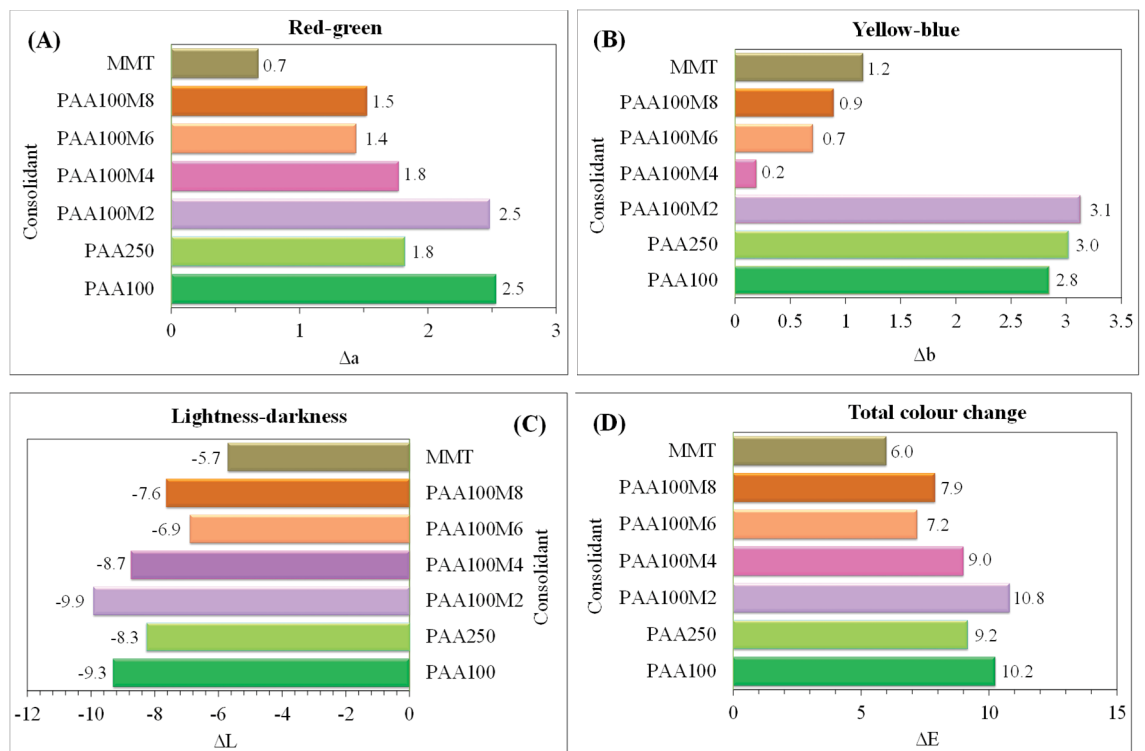 (A)
Red-green
Consolidant
MMT
0.7
PAA100M8
1.5
PAA100M6
1.4
PAA100M4
1.8
PAA100M2
2.5
PAA250
1.8
PAA100
2.5
0 1 2 3
Δa
(B)
Yellow-blue
Consolidant
MMT
1.2
PAA100M8
0.9
PAA100M6
0.7
PAA100M4
0.2
PAA100M2
3.1
PAA250
3.0
PAA100
2.8
0 0.5 1 1.5 2 2.5 3 3.5
Δb
Lightness-darkness
(C)
-5.7
MMT
-7.6
PAA100M8
-6.9
PAA100M6
-8.7
PAA100M4
-9.9
PAA100M2
-8.3
PAA250
-9.3
PAA100
Consolidant
-12 -10 -8 -6 -4 -2 0
ΔL
(D)
Total colour change
Consolidant
MMT
6.0
PAA100M8
7.9
PAA100M6
7.2
PAA100M4
9.0
PAA100M2
10.8
PAA250
9.2
PAA100
10.2
0 5 10 15
ΔE